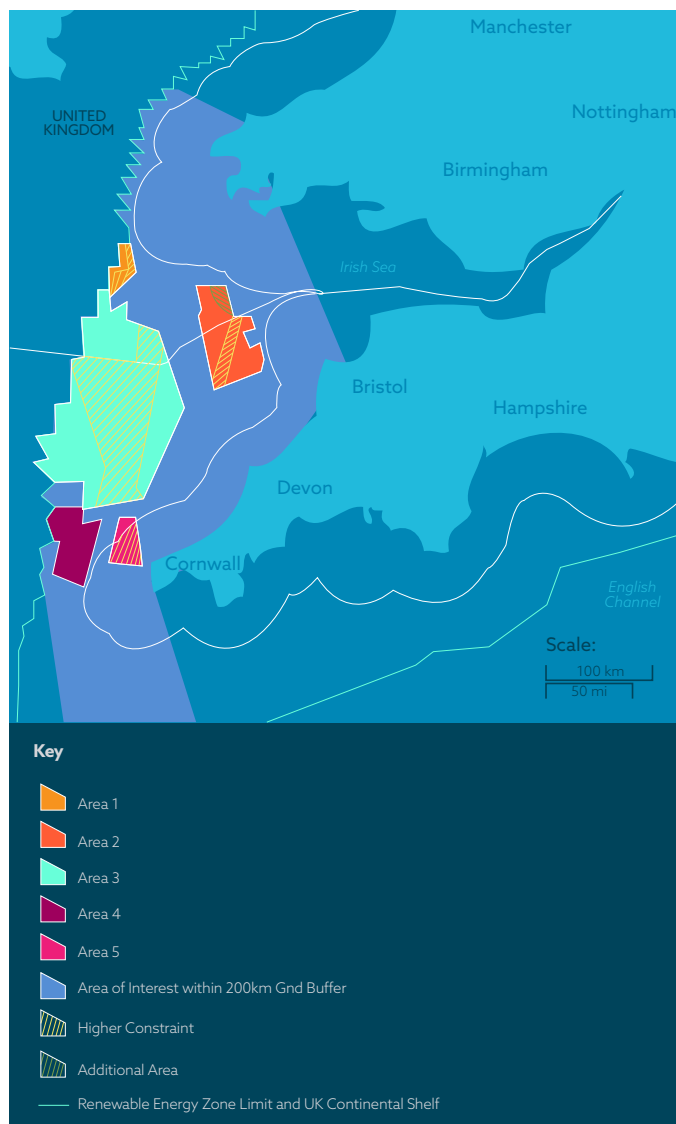 Manchester
Nottingham
UNITED
KINGDOM
Birmingham
Irish Sea
Bristol
Hampshire
Devon
Cornwall
English
Channel
Scale:
100 km
50 mi
Key
Area 1
Area 2
Area 3
Area 4
Area 5
Area of Interest within 200km Gnd Buffer
Higher Constraint
Additional Area
Renewable Energy Zone Limit and UK Continental Shelf